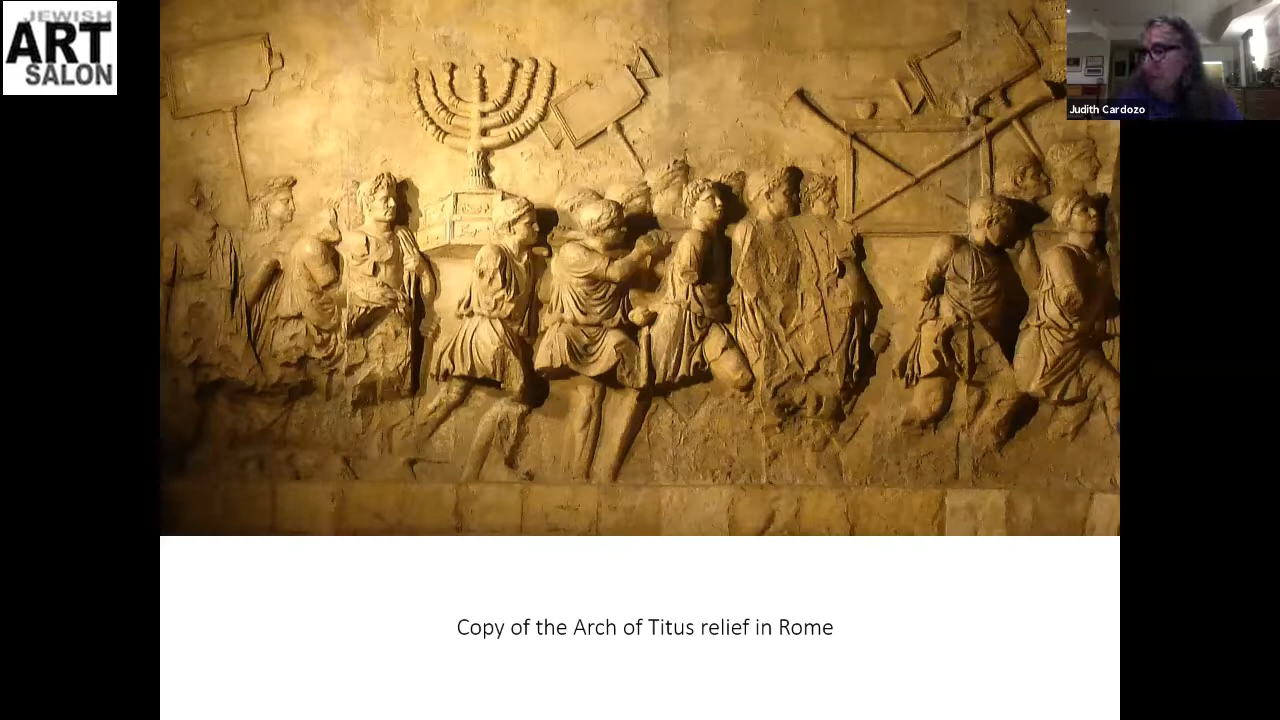 JEWISH
ART
SALON
Judith Cardozo
Copy of the Arch of Titus relief in Rome